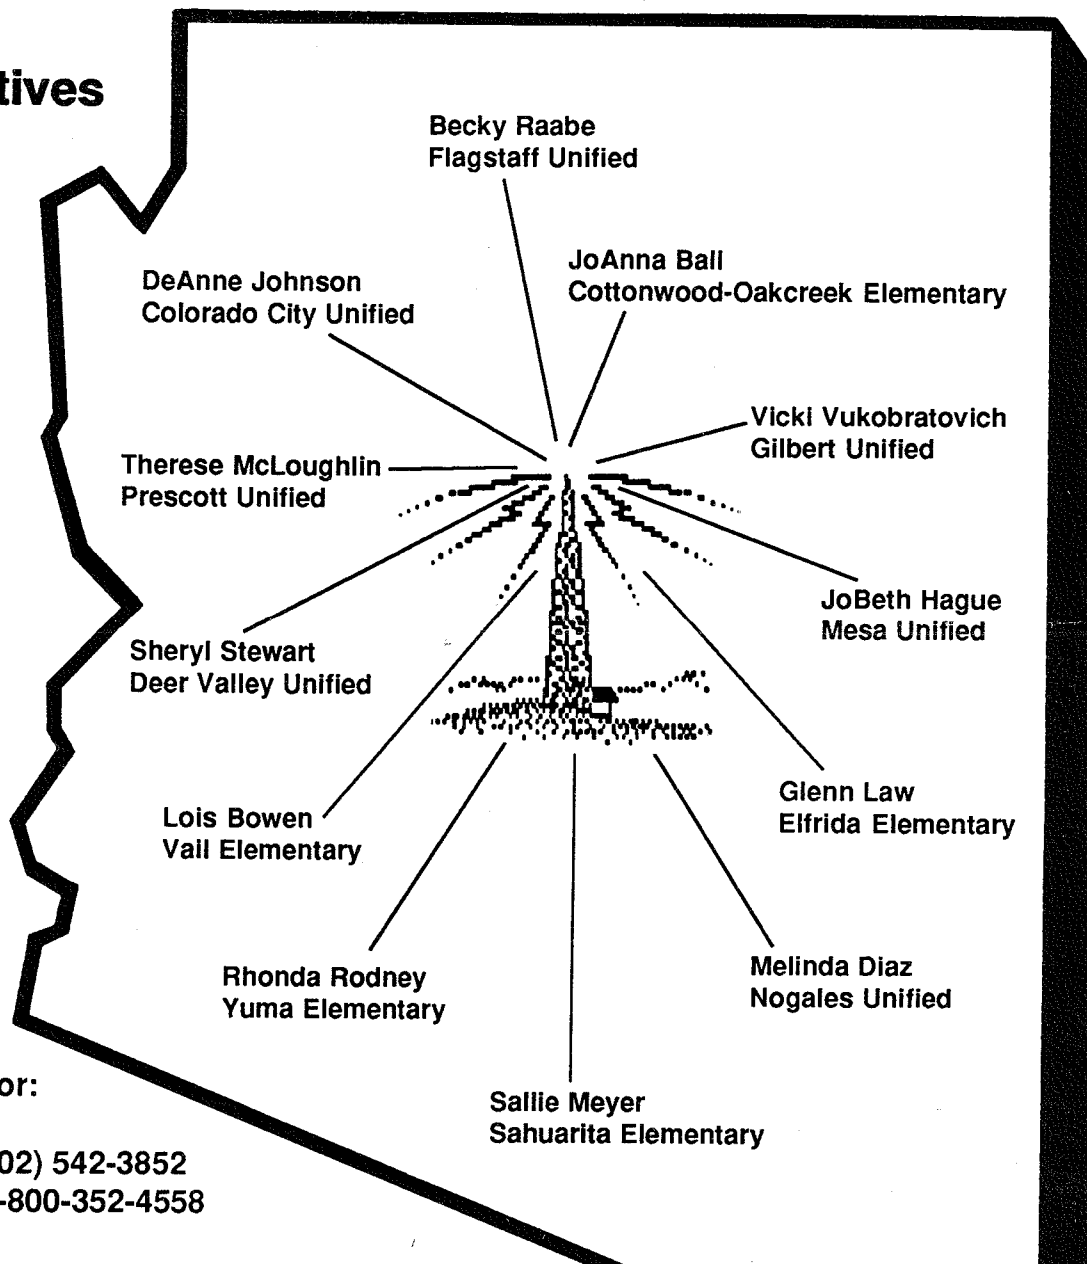 tives
Becky Raabe
Flagstaff Unified
JoAnna Ball
Cottonwood-Oakcreek Elementary
DeAnne Johnson
Colorado City Unified
Vicki Vukobratovich
Gilbert Unified
Therese McLoughlin
Prescott Unified
JoBeth Hague
Mesa Unified
Sheryl Stewart
Deer Valley Unified
Glenn Law
Elfrida Elementary
Lois Bowen
Vail Elementary
Melinda Diaz
Nogales Unified
Rhonda Rodney
Yuma Elementary
Sallie Meyer
Sahuarita Elementary
or:
02) 542-3852
-800-352-4558